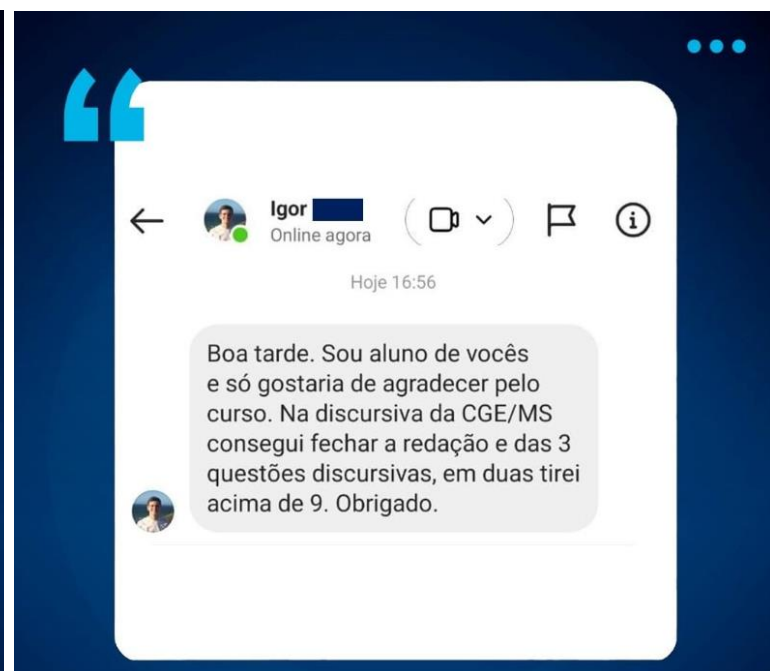 Igor
Online agora
Hoje 16:56
Boa tarde. Sou aluno de vocês
e só gostaria de agradecer pelo
curso. Na discursiva da CGE/MS
consegui fechar a redação e das 3
questões discursivas, em duas tirei
acima de 9. Obrigado.